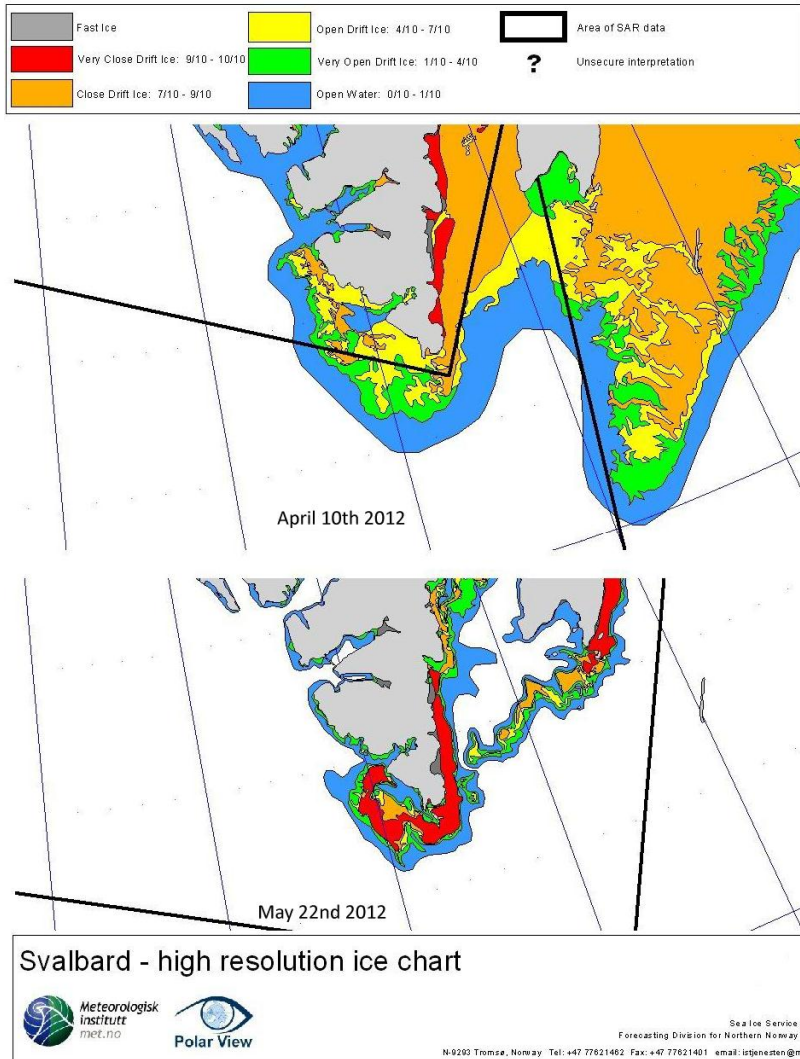 Fast Ice
Very Close Drift Ice: 9/10 - 10/10
Close Drift Ice: 7/10 - 9/10
Open Drift Ice: 4/10 - 7/10
Very Open Drift Ice: 1/10 - 4/10
Open Water: 0/10 - 1/10
Area of SAR data
? Unsecure interpretation
April 10th 2012
May 22nd 2012
Svalbard - high resolution ice chart
Meteorologisk
institutt
met.no
Polar View
Sea Ice Service
Forecasting Division for Northern Norway
N-9293 Tromsø, Norway Tel: +47 77621462 Fax: +47 77621401 email: istjenesten@m